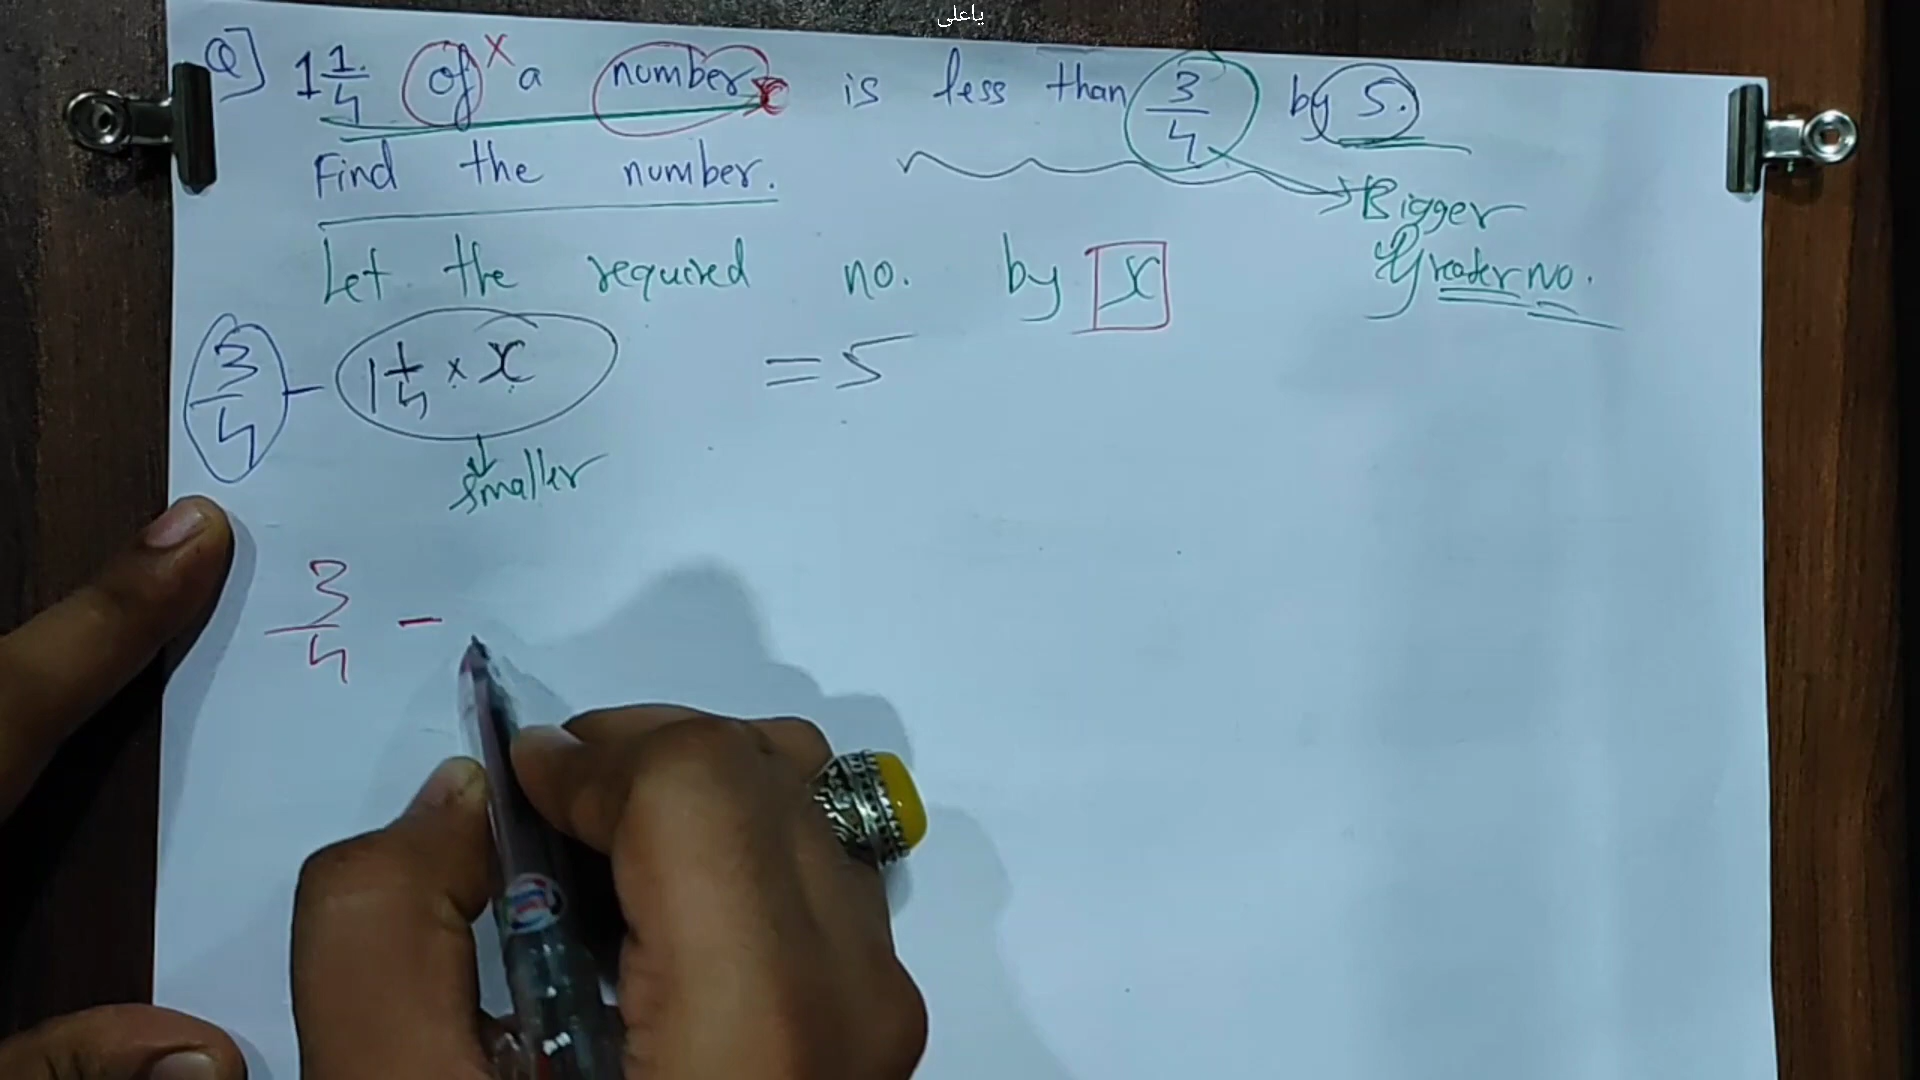 ياعلى
Q] 1 1/4 of x a number x is less than 3/4 by 5.
Find the number.
Bigger
Greater no.
Let the required no. by x
3/4 - 1 1/4 × x = 5
smaller
3/4 -